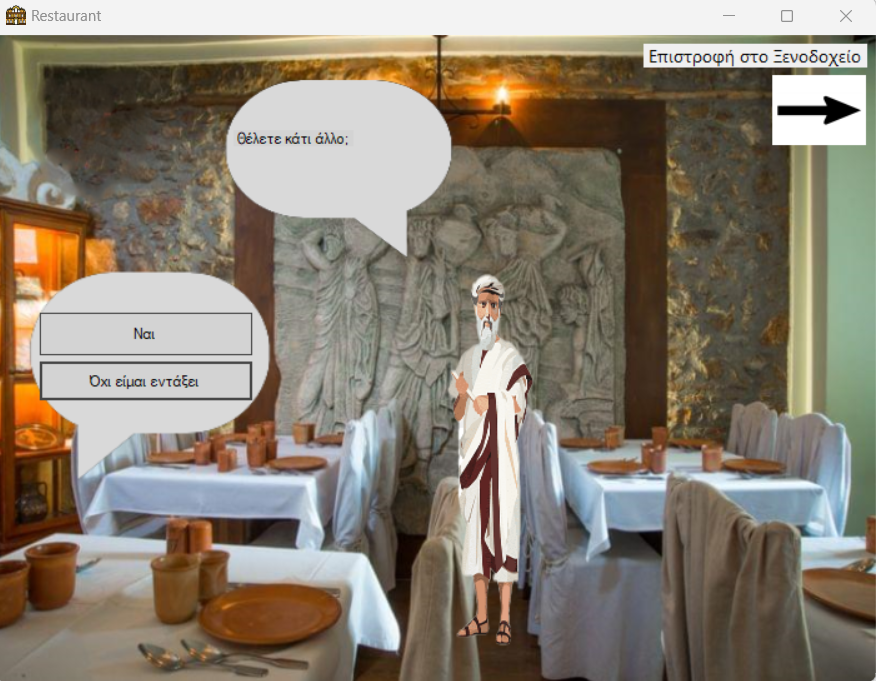 Restaurant
Επιστροφή στο Ξενοδοχείο
θέλετε κάτι άλλο;
Ναι
Όχι είμαι εντάξει